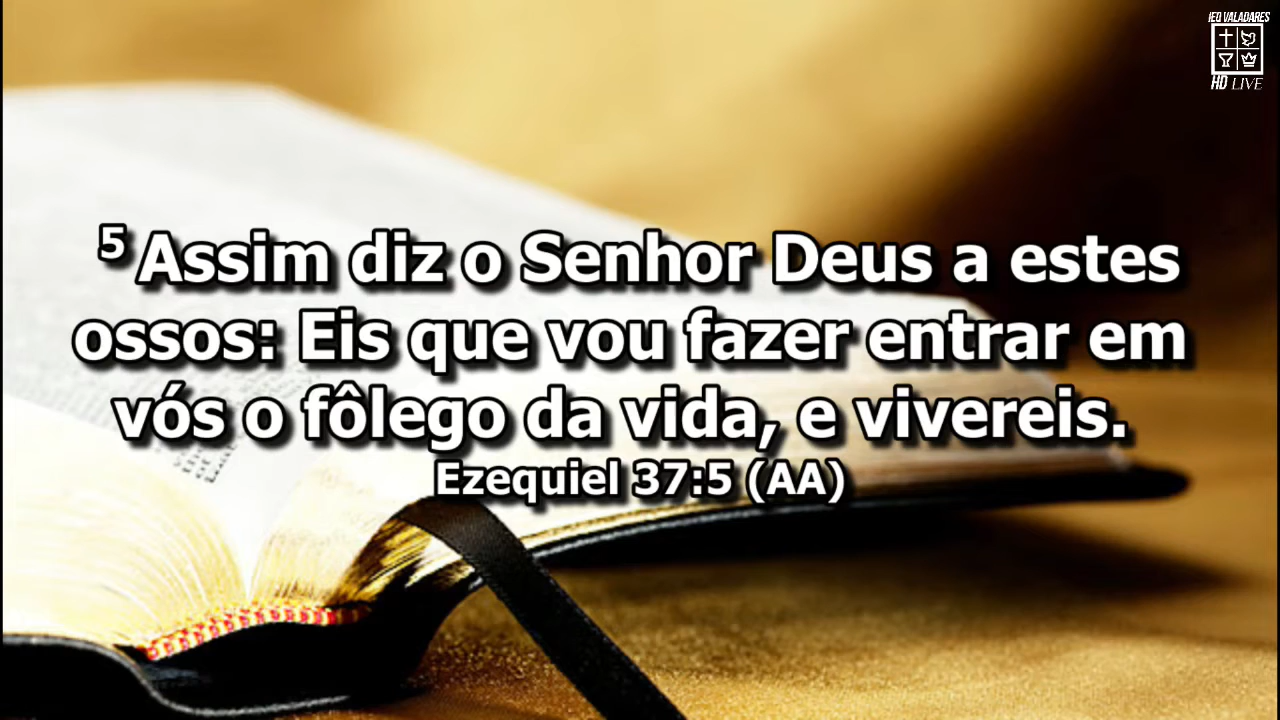 IEQ VALADARES
HD LIVE
5 Assim diz o Senhor Deus a estes
ossos: Eis que vou fazer entrar em
vós o fôlego da vida, e vivereis.
Ezequiel 37:5 (AA)